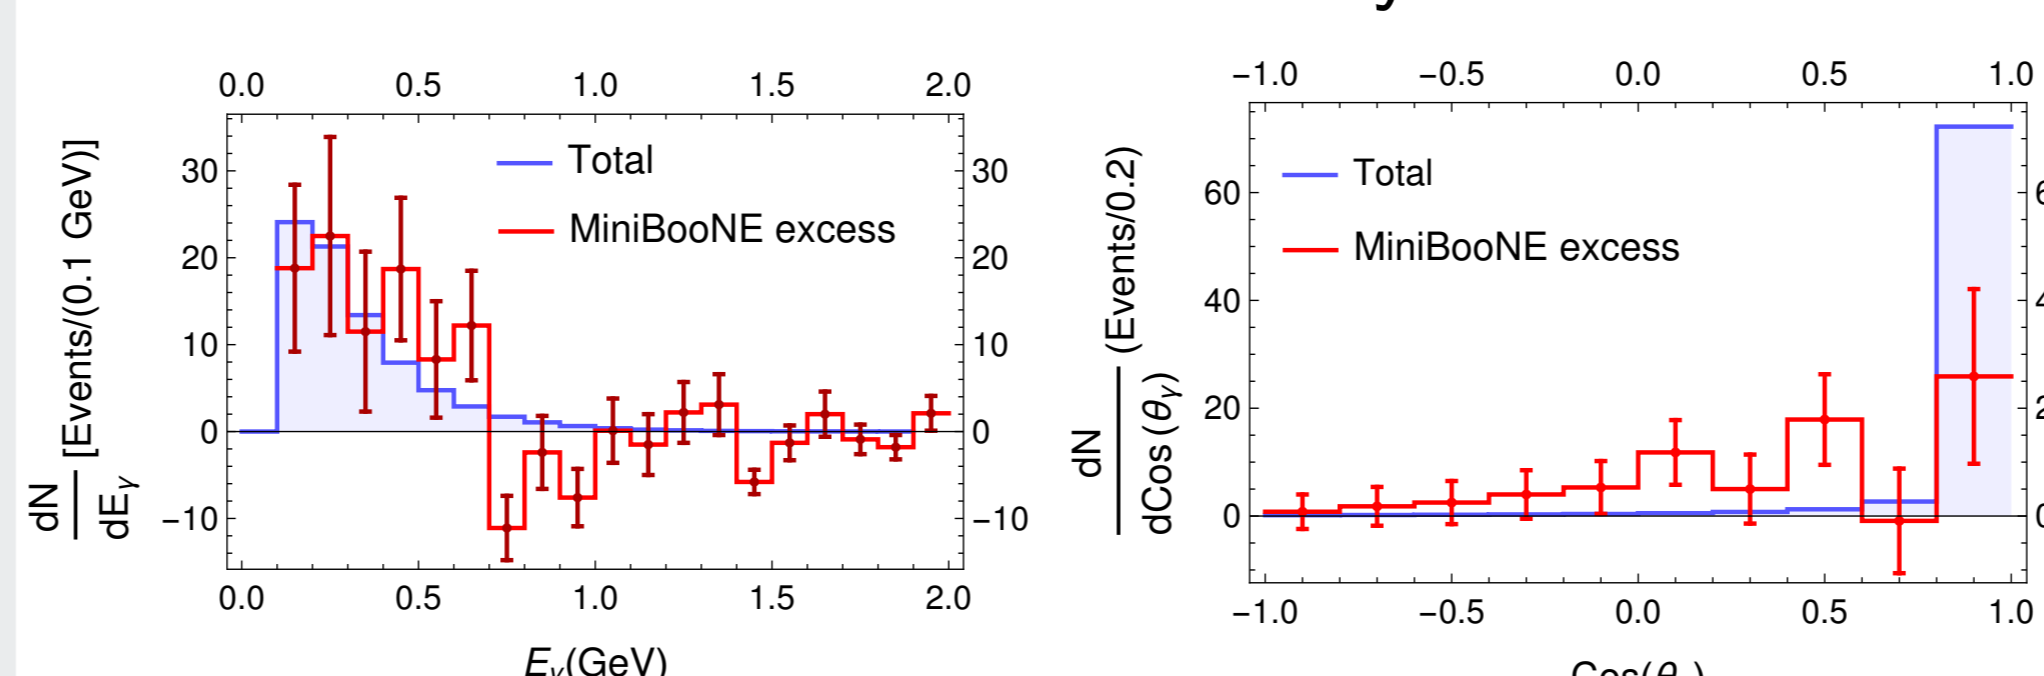 y
0.0 0.5 1.0 1.5 2.0
30
20
10
0
−10
30
20
10
0
−10
Total
MiniBooNE excess
dN
dEγ
[Events/(0.1 GeV)]
0.0 0.5 1.0 1.5 2.0
Eγ(GeV)
−1.0 −0.5 0.0 0.5 1.0
60
40
20
0
Total
MiniBooNE excess
dN
dCos(θγ)
(Events/0.2)
−1.0 −0.5 0.0 0.5 1.0